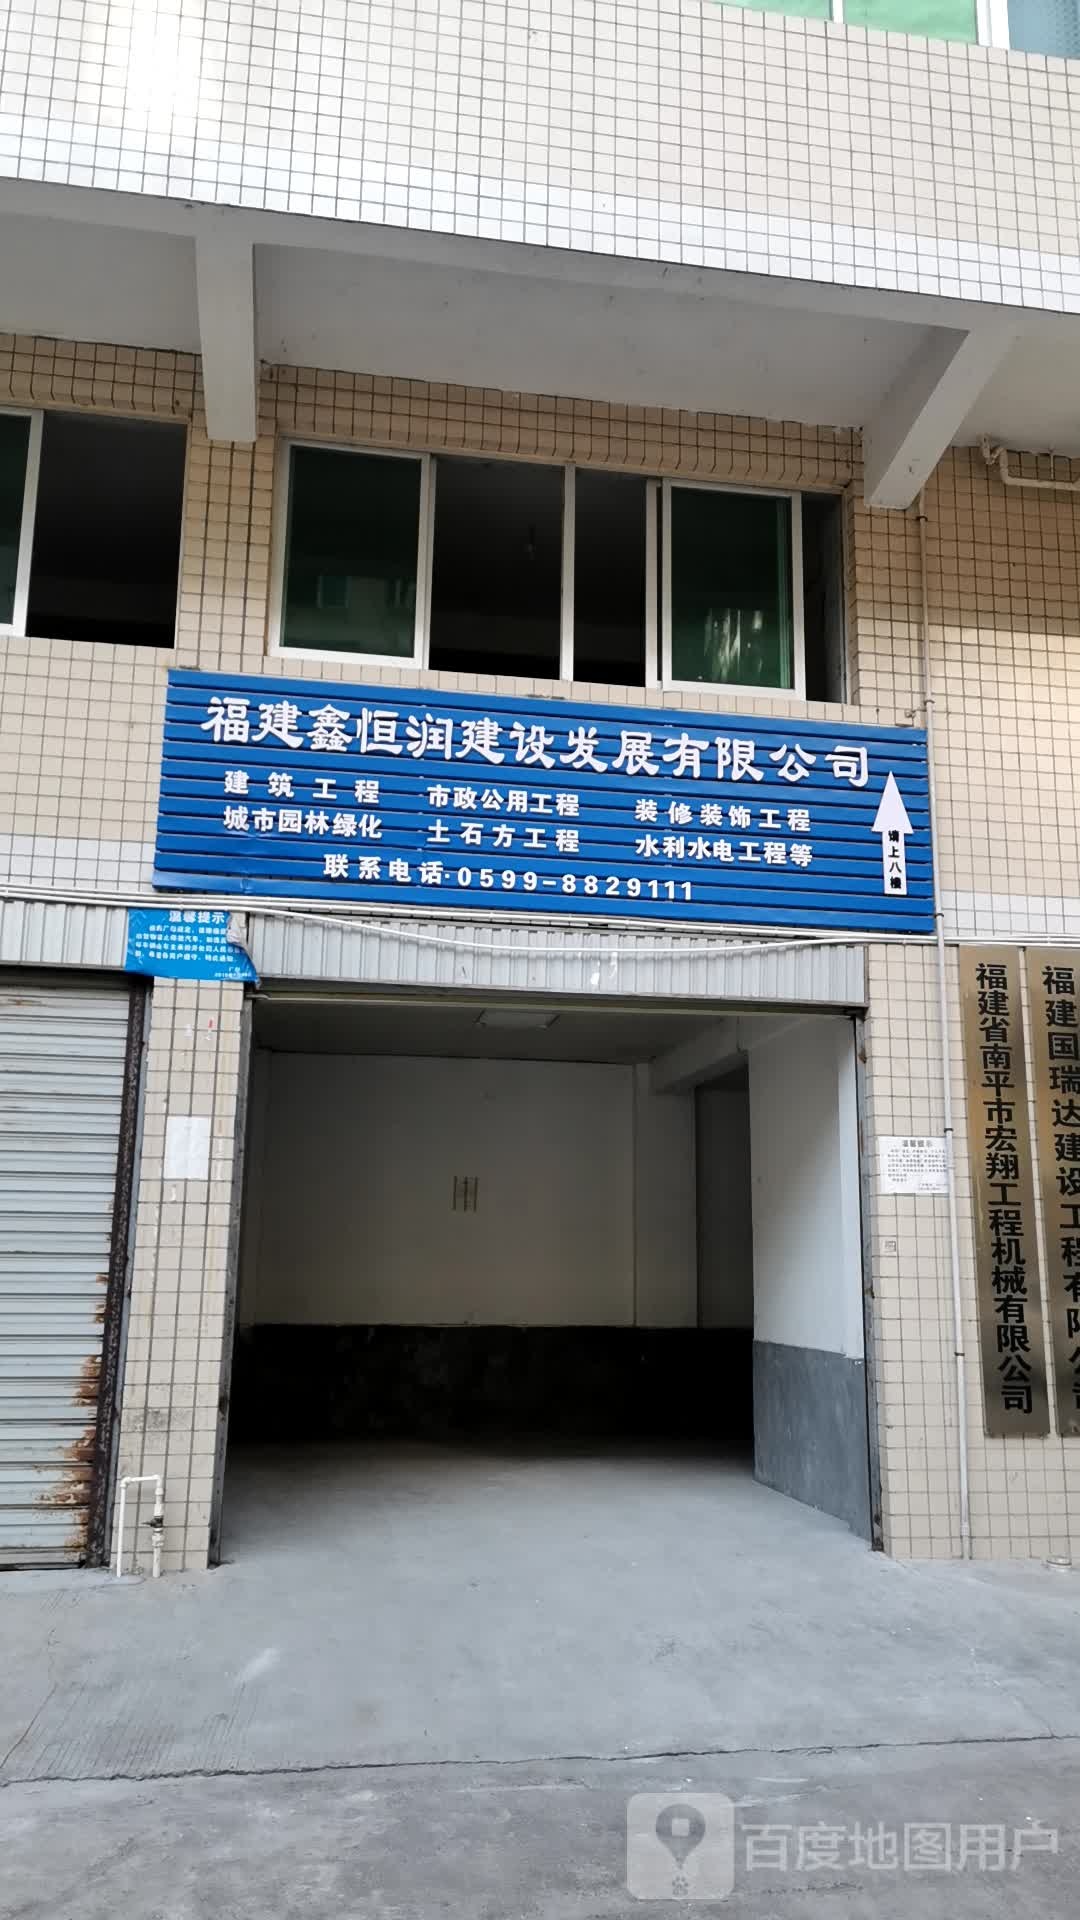 福建鑫恒润建设发展有限公司
建筑工程 市政公用工程 装修装饰工程
城市园林绿化 土石方工程 水利水电工程等
联系电话·0599-8829111
请上八楼
温馨提示
福建省南平市宏翔工程机械有限公司
福建国瑞达建设工程有限公司
温馨提示
百度地图用户